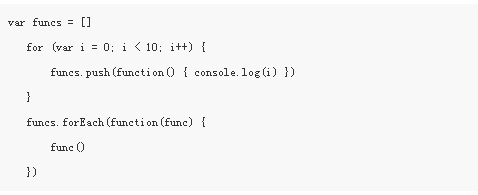 var funcs = []
for (var i = 0; i < 10; i++) {
funcs.push(function() { console.log(i) })
}
funcs.forEach(function(func) {
func()
})